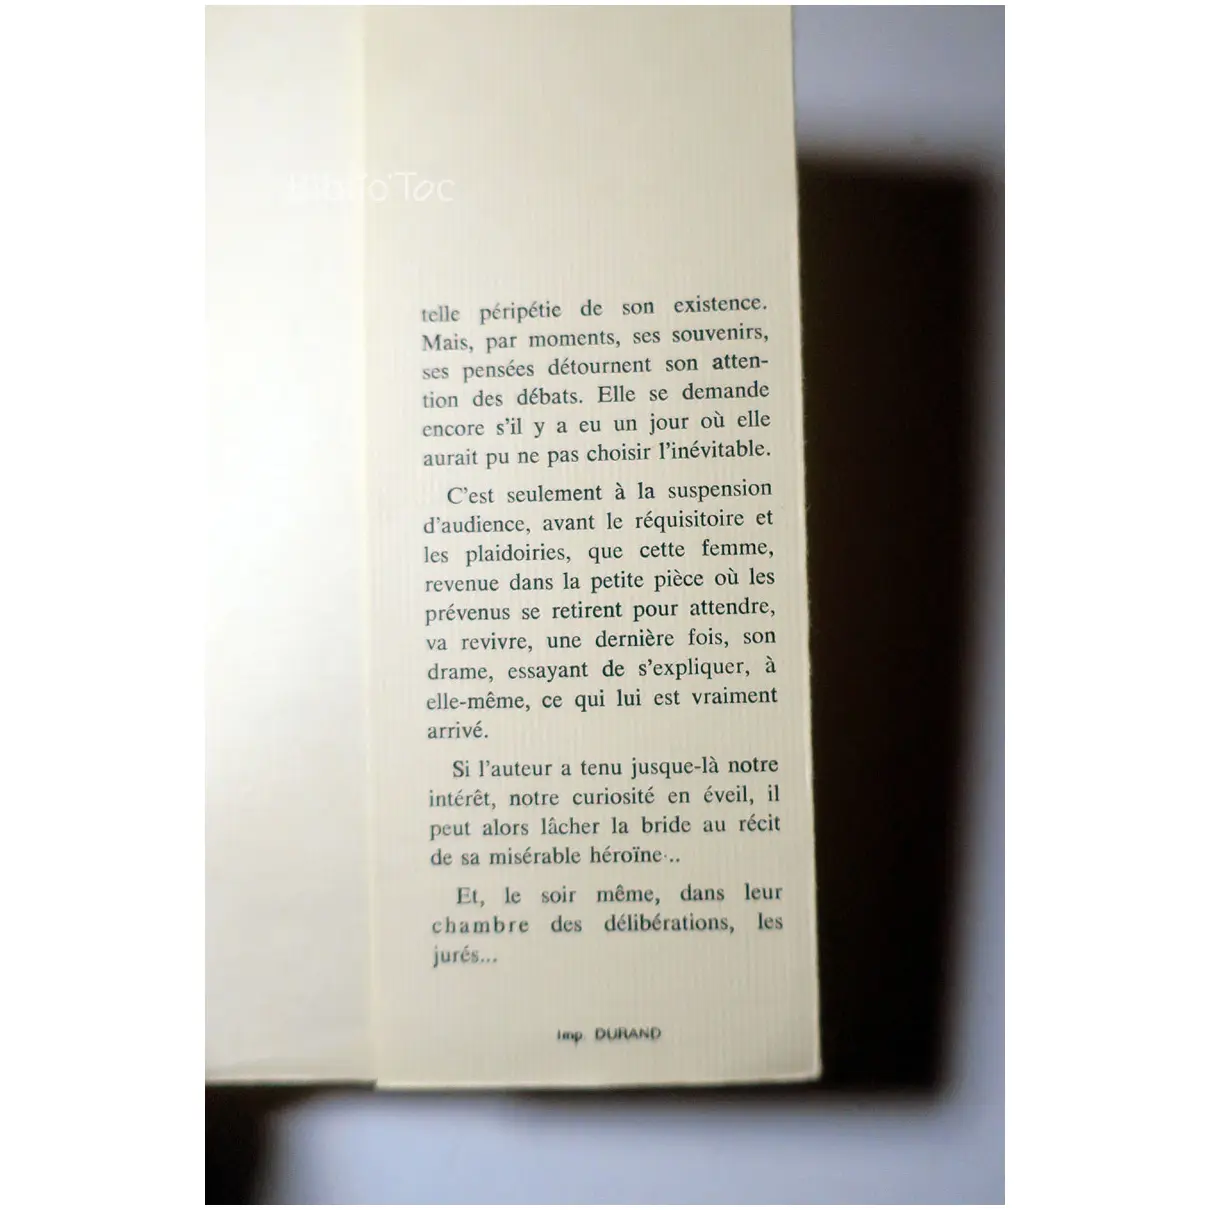 telle péripétie de son existence.
Mais, par moments, ses souvenirs,
ses pensées détournent son atten-
tion des débats. Elle se demande
encore s'il y a eu un jour où elle
aurait pu ne pas choisir l'inévitable.
C'est seulement à la suspension
d'audience, avant le réquisitoire et
les plaidoiries, que cette femme,
revenue dans la petite pièce où les
prévenus se retirent pour attendre,
va revivre, une dernière fois, son
drame, essayant de s'expliquer, à
elle-même, ce qui lui est vraiment
arrivé.
Si l'auteur a tenu jusque-là notre
intérêt, notre curiosité en éveil, il
peut alors lâcher la bride au récit
de sa misérable héroïne...
Et, le soir même, dans leur
chambre des délibérations, les
jurés...
Imp. DURAND